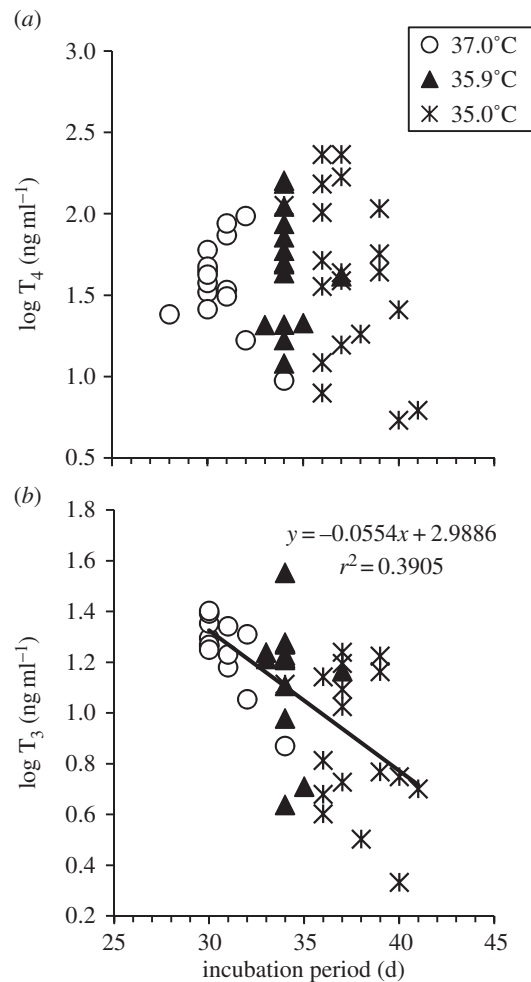 (a)
3.0
2.5
2.0
1.5
1.0
0.5
log T₄ (ng ml⁻¹)
37.0˚C
35.9˚C
35.0˚C
(b)
1.8
1.6
1.4
1.2
1.0
0.8
0.6
0.4
0.2
log T₃ (ng ml⁻¹)
y = –0.0554x + 2.9886
r² = 0.3905
25 30 35 40 45
incubation period (d)